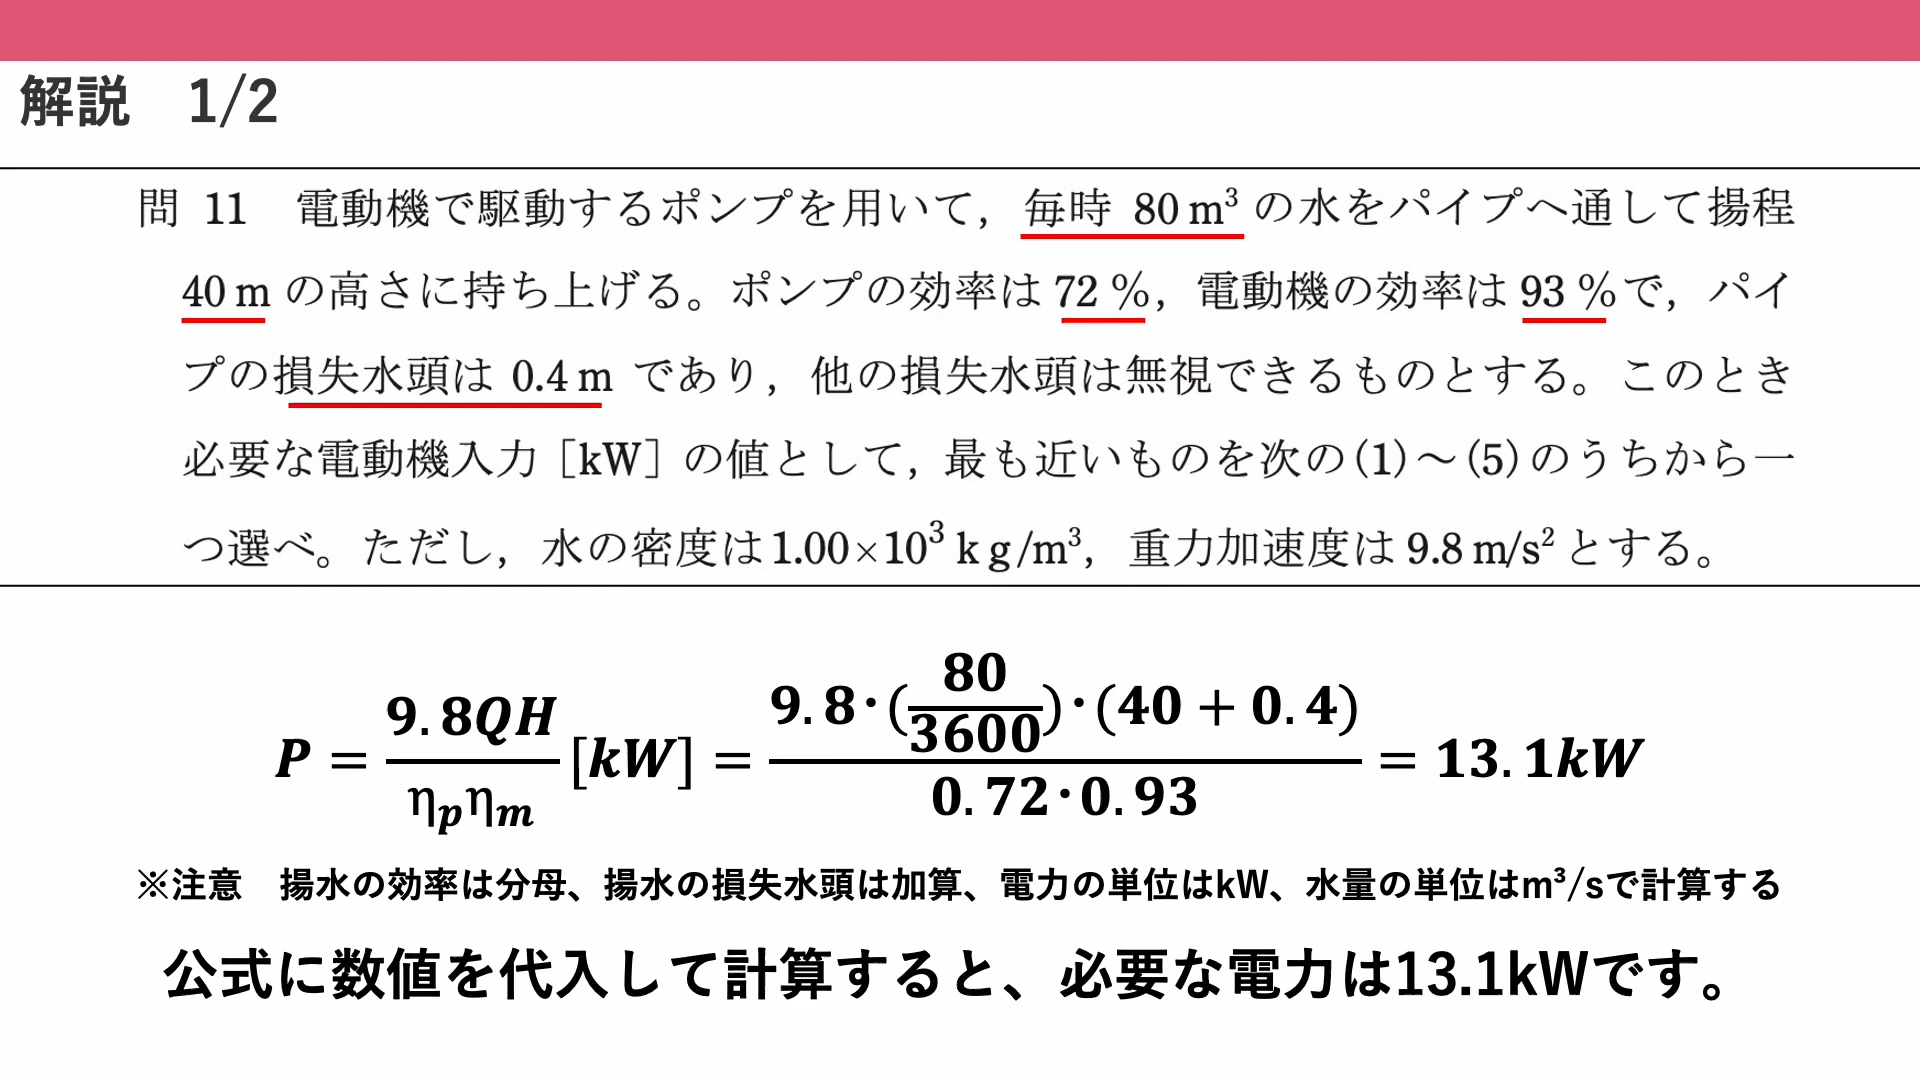 解説　1/2
問 11　電動機で駆動するポンプを用いて，毎時 80 m³ の水をパイプへ通して揚程
40 m の高さに持ち上げる。ポンプの効率は 72 %，電動機の効率は 93 %で，パイ
プの損失水頭は 0.4 m であり，他の損失水頭は無視できるものとする。このとき
必要な電動機入力［kW］の値として，最も近いものを次の(1)～(5)のうちから一
つ選べ。ただし，水の密度は1.00×10³ kg/m³，重力加速度は 9.8 m/s² とする。
P = 9.8QH / η_pη_m [kW] = 9.8·(80/3600)·(40 + 0.4) / 0.72·0.93 = 13.1kW
※注意　揚水の効率は分母、揚水の損失水頭は加算、電力の単位はkW、水量の単位はm³/sで計算する
公式に数値を代入して計算すると、必要な電力は13.1kWです。